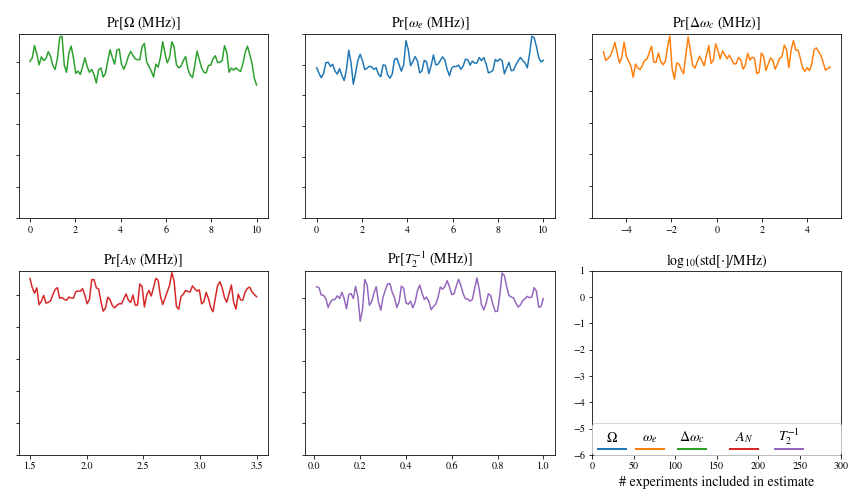 Pr[Ω (MHz)] Pr[ωe (MHz)] Pr[Δωc (MHz)]
0 2 4 6 8 10 0 2 4 6 8 10 −4 −2 0 2 4
Pr[AN (MHz)] Pr[T2−1 (MHz)] log10(std[·]/MHz)
1
0
−1
−2
−3
−4
−5
−6
Ω ωe Δωc AN T2−1
1.5 2.0 2.5 3.0 3.5 0.0 0.2 0.4 0.6 0.8 1.0 0 50 100 150 200 250 300
# experiments included in estimate